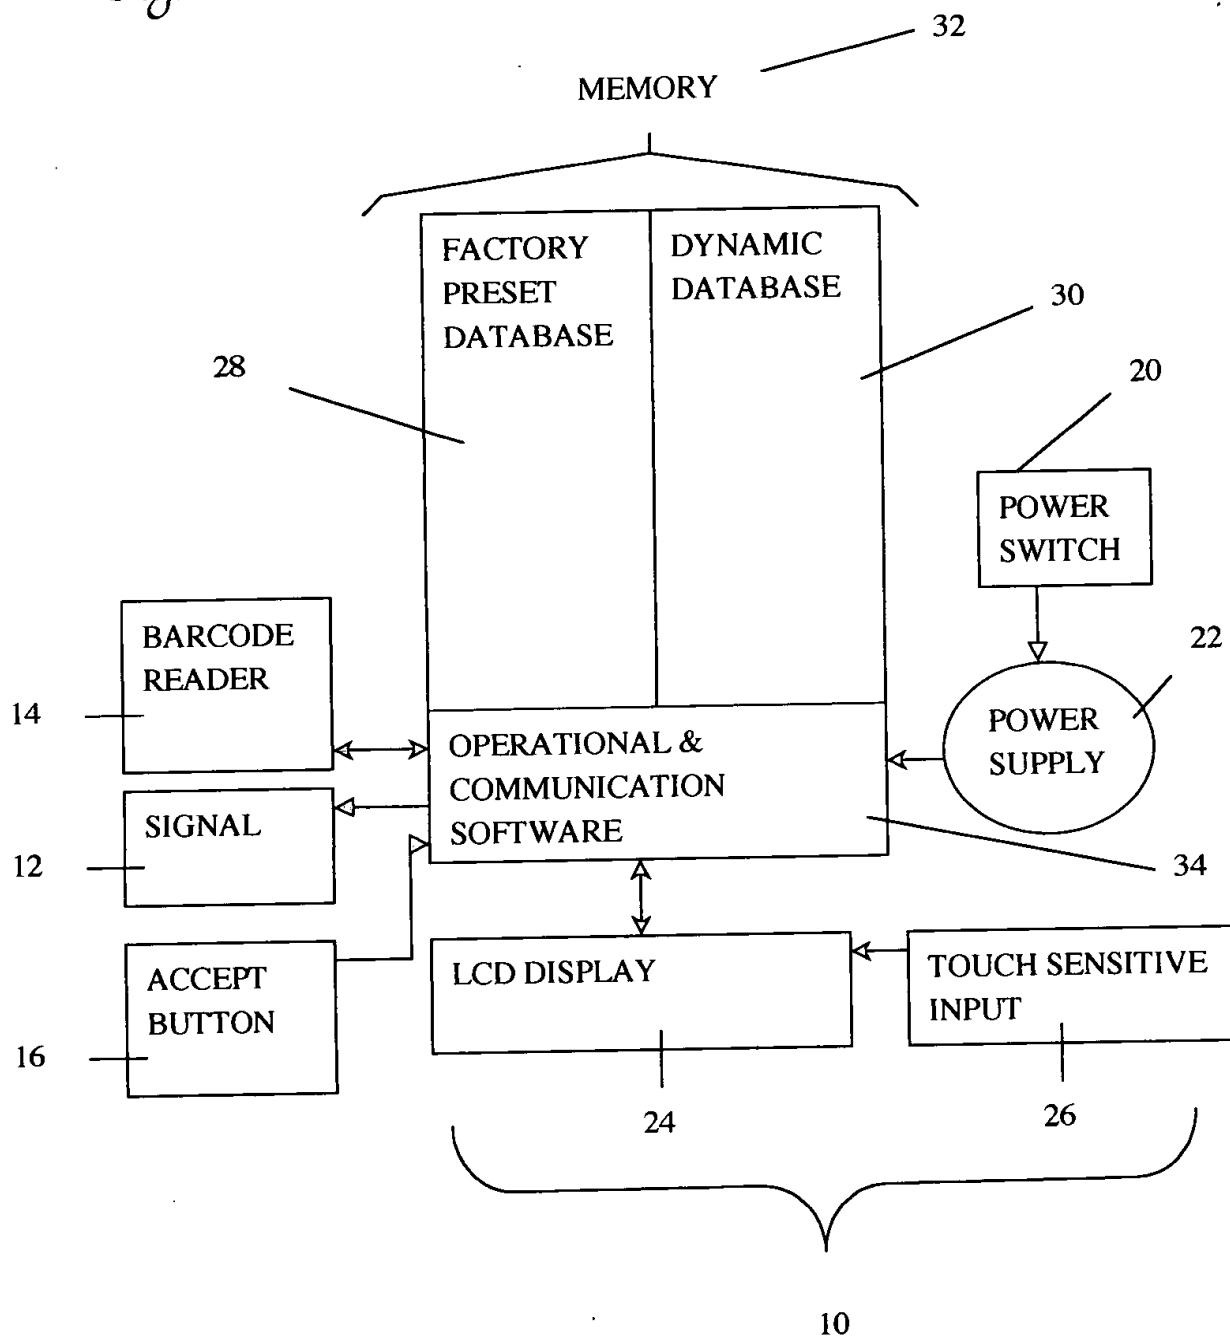 32
MEMORY
FACTORY
PRESET
DATABASE
DYNAMIC
DATABASE
30
28
20
POWER
SWITCH
BARCODE
READER
22
14
POWER
SUPPLY
OPERATIONAL &
COMMUNICATION
SOFTWARE
SIGNAL
12
34
ACCEPT
BUTTON
LCD DISPLAY
TOUCH SENSITIVE
INPUT
16
24
26
10